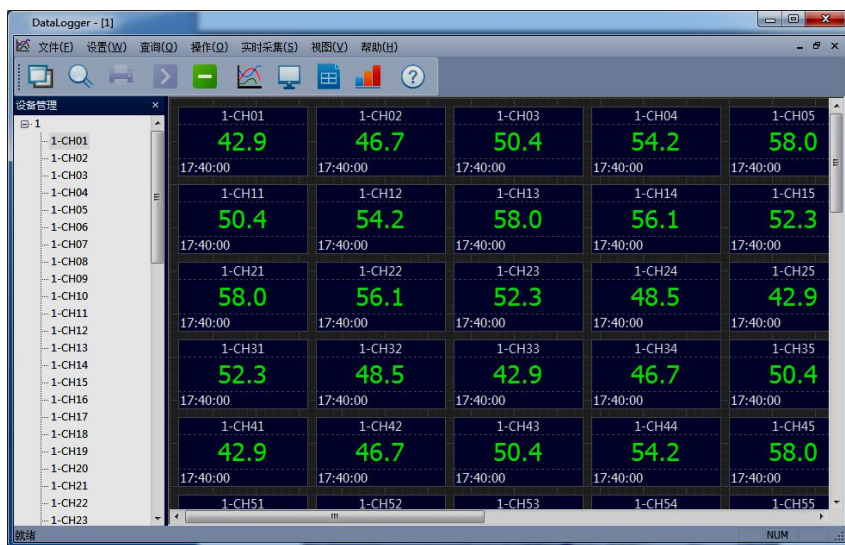 DataLogger - [1]
文件(F) 设置(W) 查询(Q) 操作(O) 实时采集(S) 视图(V) 帮助(H)
设备管理
1
1-CH01
1-CH02
1-CH03
1-CH04
1-CH05
1-CH06
1-CH07
1-CH08
1-CH09
1-CH10
1-CH11
1-CH12
1-CH13
1-CH14
1-CH15
1-CH16
1-CH17
1-CH18
1-CH19
1-CH20
1-CH21
1-CH22
1-CH23
1-CH01 1-CH02 1-CH03 1-CH04 1-CH05
42.9 46.7 50.4 54.2 58.0
17:40:00 17:40:00 17:40:00 17:40:00 17:40:00
1-CH11 1-CH12 1-CH13 1-CH14 1-CH15
50.4 54.2 58.0 56.1 52.3
17:40:00 17:40:00 17:40:00 17:40:00 17:40:00
1-CH21 1-CH22 1-CH23 1-CH24 1-CH25
58.0 56.1 52.3 48.5 42.9
17:40:00 17:40:00 17:40:00 17:40:00 17:40:00
1-CH31 1-CH32 1-CH33 1-CH34 1-CH35
52.3 48.5 42.9 46.7 50.4
17:40:00 17:40:00 17:40:00 17:40:00 17:40:00
1-CH41 1-CH42 1-CH43 1-CH44 1-CH45
42.9 46.7 50.4 54.2 58.0
17:40:00 17:40:00 17:40:00 17:40:00 17:40:00
1-CH51 1-CH52 1-CH53 1-CH54 1-CH55
就绪 NUM